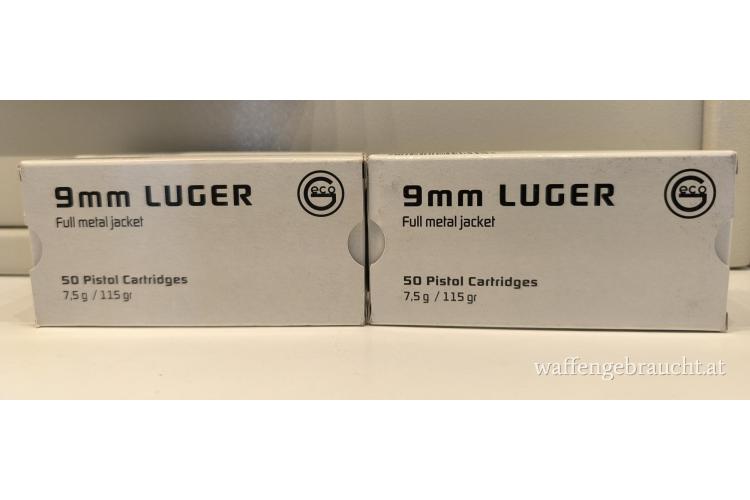 9mm LUGER
Full metal jacket
50 Pistol Cartridges
7,5 g / 115 gr
Geco
9mm LUGER
Full metal jacket
50 Pistol Cartridges
7,5 g / 115 gr
Geco
waffengebraucht.at